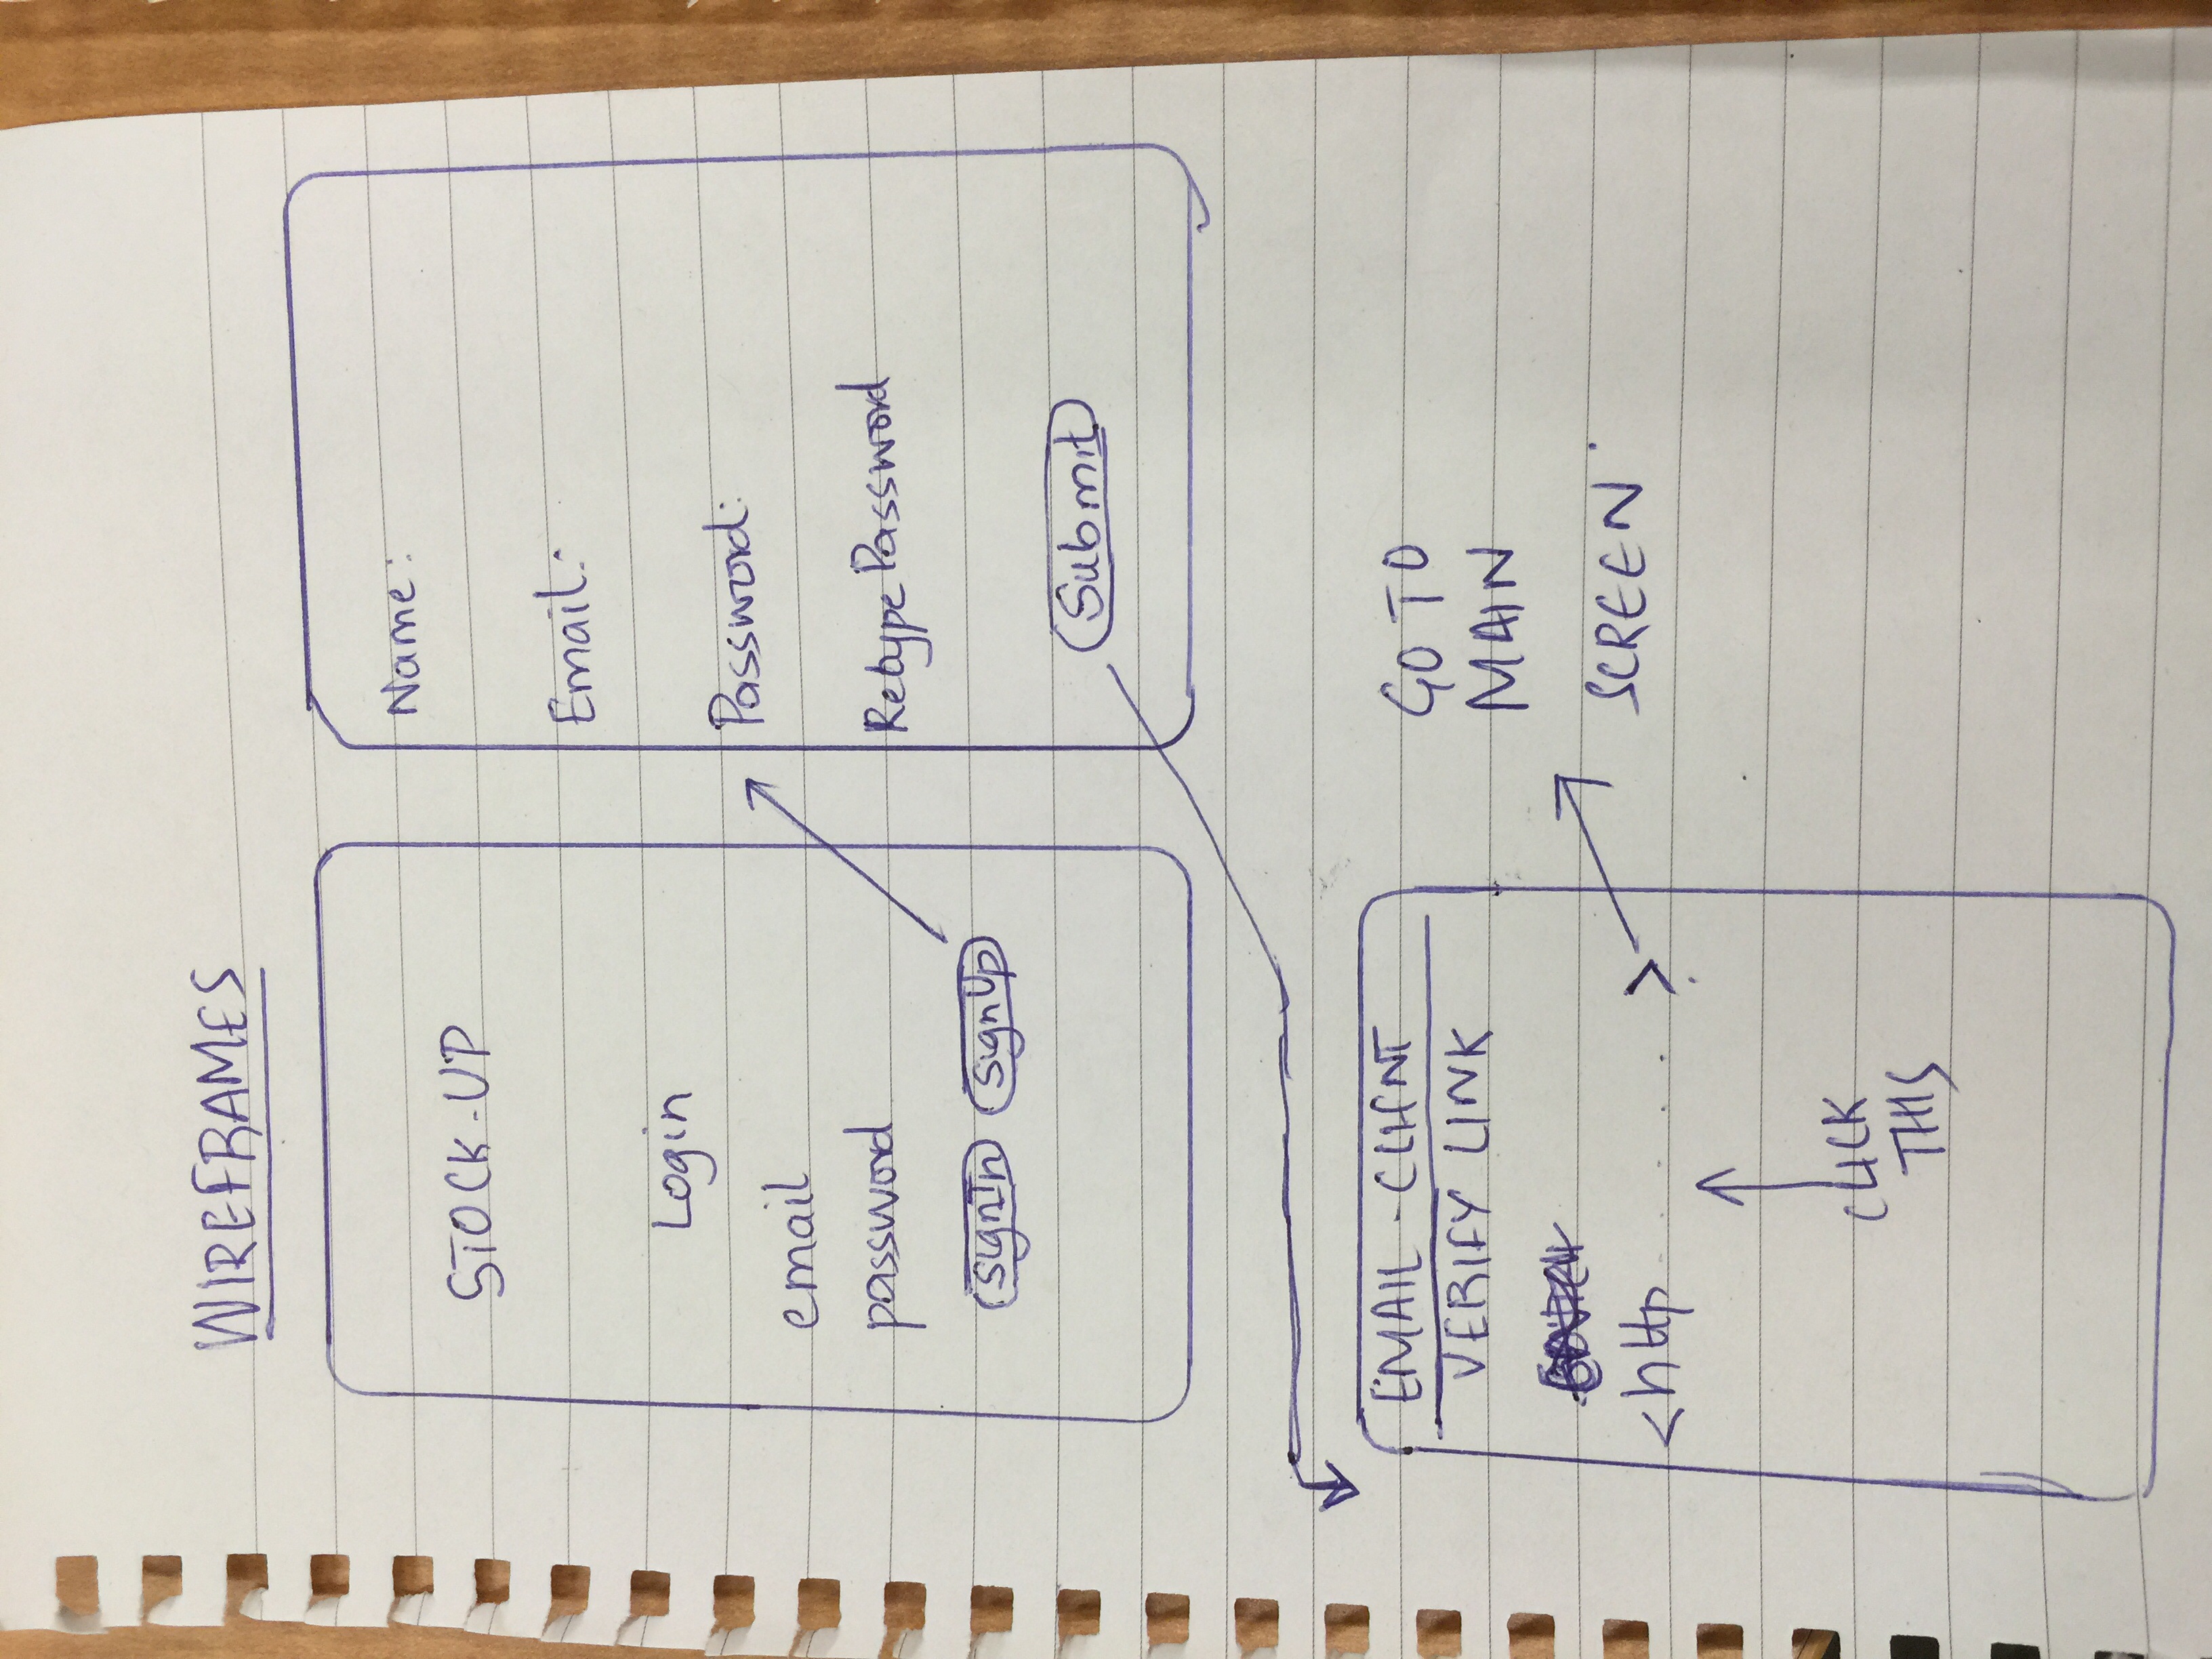 WIREFRAMES
STOCK-UP
Login
email
password
SignIn SignUp
Name:
Email:
Password:
Retype Password
Submit
EMAIL - CLIENT
VERIFY LINK
<http . . . . . >
CLICK
THIS
GO TO
MAIN
SCREEN